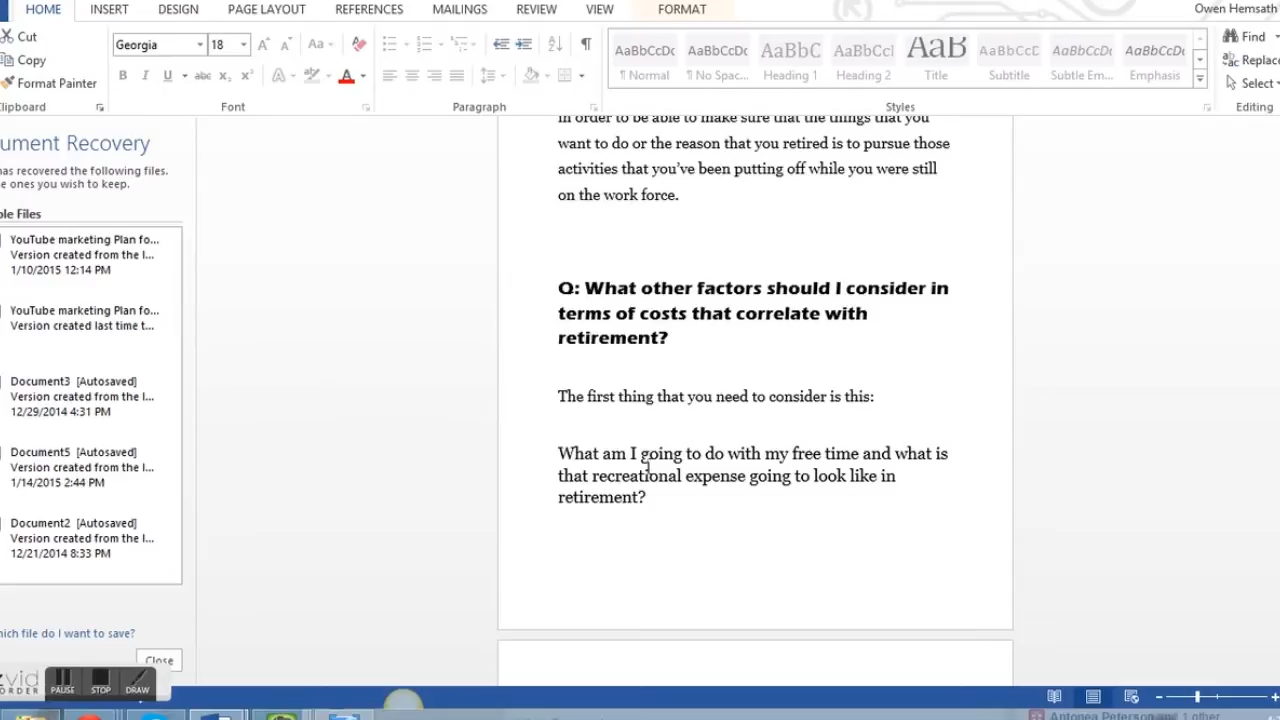 HOME INSERT DESIGN PAGE LAYOUT REFERENCES MAILINGS REVIEW VIEW FORMAT Owen Hemsath
Cut
Copy
Format Painter
Clipboard
Georgia 18
Font
Paragraph
AaBbCcDc AaBbCcDc AaBbC AaBbCcl AaB AaBbCcDc AaBbCcDc AaBbCcDc
¶ Normal ¶ No Spac... Heading Heading 2 Title Subtitle
Styles
Find
Replace
Select
Editing
ument Recovery
has recovered the following files.
e ones you wish to keep.
le Files
YouTube marketing Plan fo...
Version created from the l...
1/10/2015 12:14 PM
YouTube marketing Plan fo...
Version created last time t...
Document3 [Autosaved]
Version created from the l...
12/29/2014 4:31 PM
Document5 [Autosaved]
Version created from the l...
1/14/2015 2:44 PM
Document2 [Autosaved]
Version created from the l...
12/21/2014 8:33 PM
hich file do I want to save?
Close
PAUSE STOP DRAW
in order to be able to make sure that the things that you
want to do or the reason that you retired is to pursue those
activities that you've been putting off while you were still
on the work force.
Q: What other factors should I consider in
terms of costs that correlate with
retirement?
The first thing that you need to consider is this:
What am I going to do with my free time and what is
that recreational expense going to look like in
retirement?
Antonea Peterson and 1 other